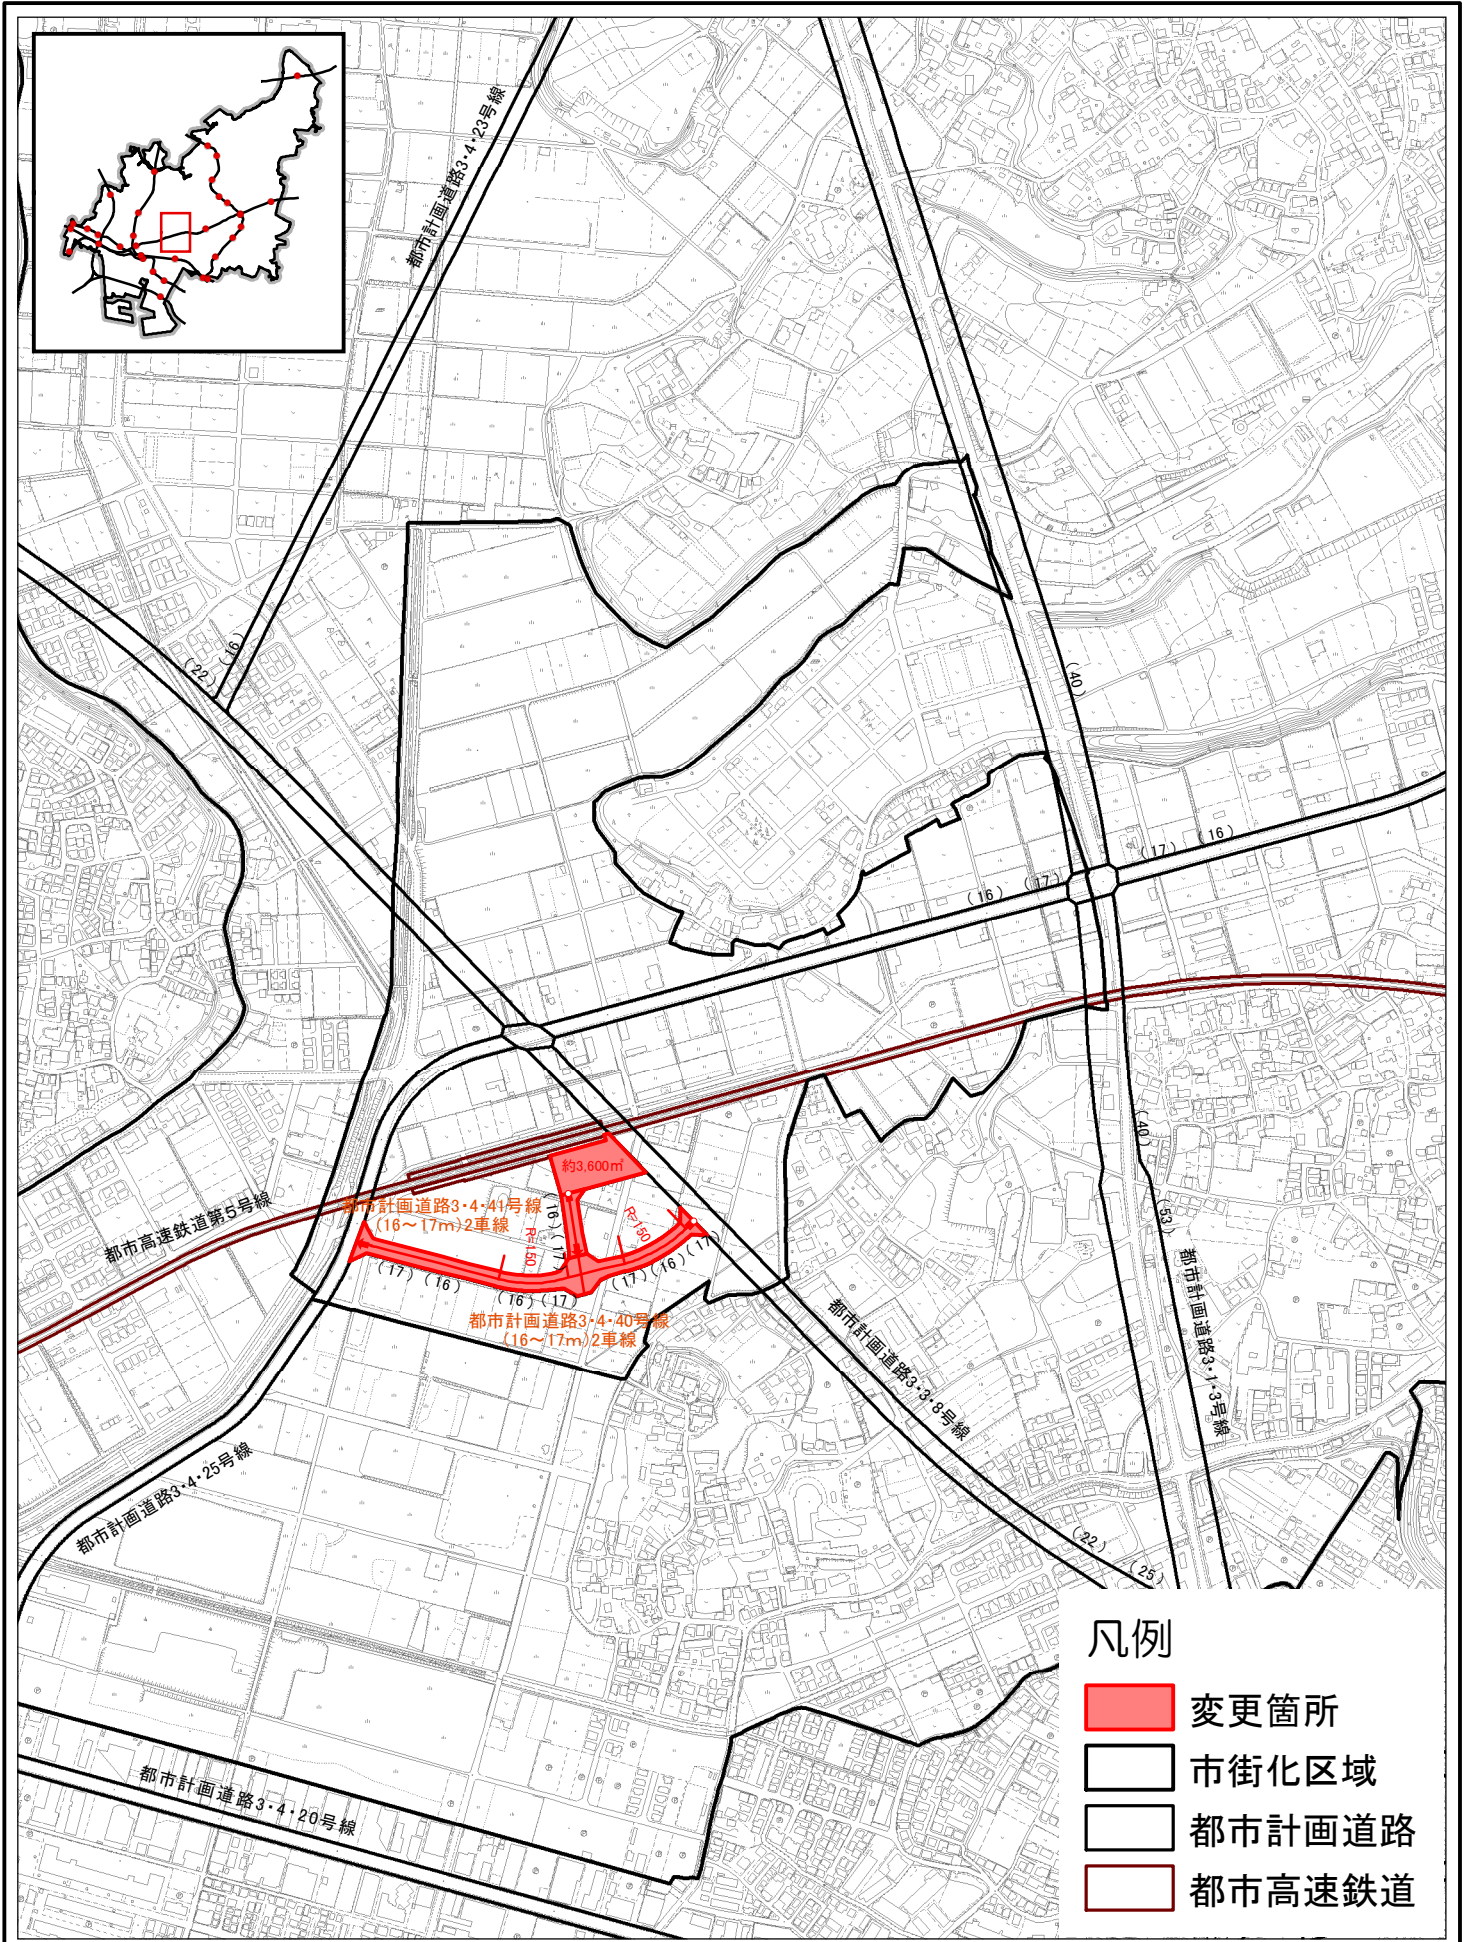 都市計画道路3・4・23号線
(22)
(16)
(40)
(17)
(16)
(16)
(17)
都市高速鉄道第5号線
約3,600㎡
都市計画道路3・4・41号線
(16～17m)2車線
(16)
(17)
R=150
R=150
(17)
(16)
(16)
(17)
(17)
(16)
(17)
都市計画道路3・4・40号線
(16～17m)2車線
(40)
(53)
都市計画道路3・1・3号線
都市計画道路3・3・8号線
都市計画道路3・4・25号線
(22)
(25)
都市計画道路3・4・20号線
凡例
変更箇所
市街化区域
都市計画道路
都市高速鉄道